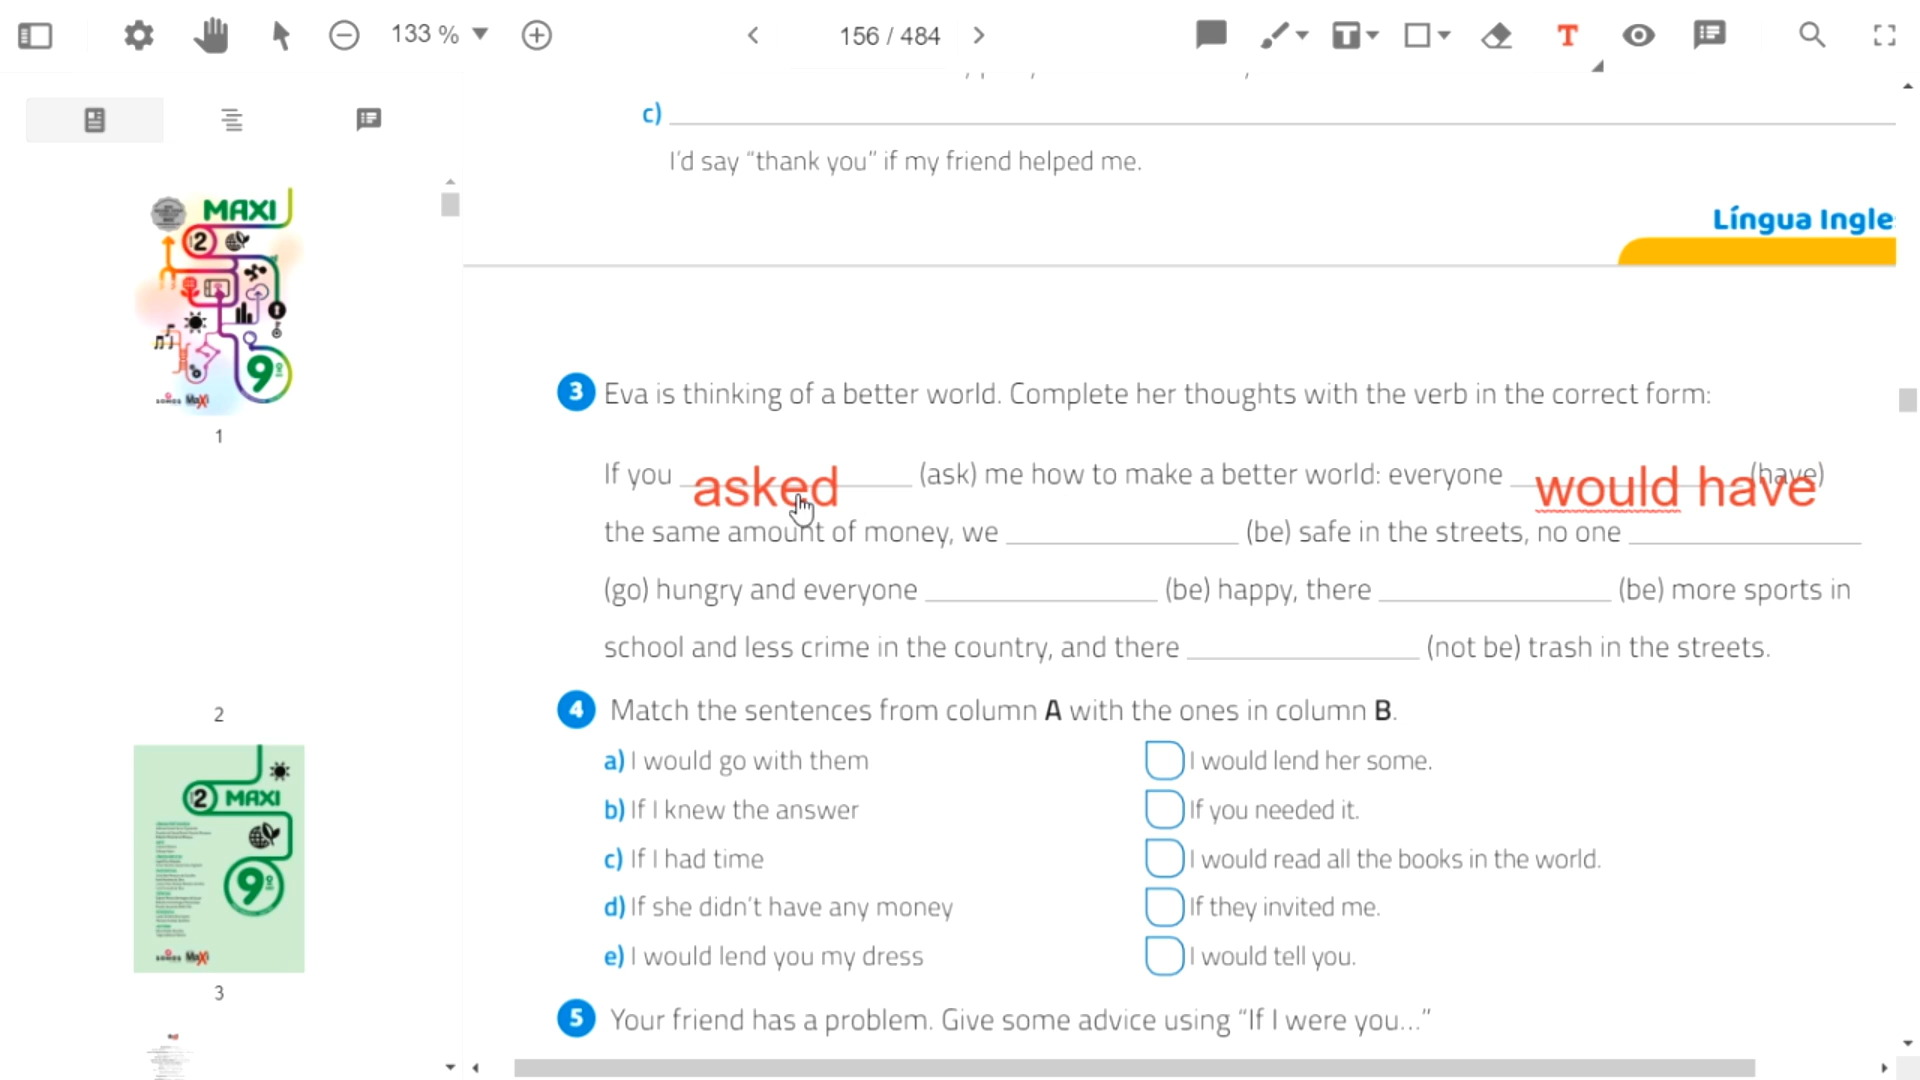 133 %
156 / 484
T
T
c)
I'd say “thank you” if my friend helped me.
Língua Ingle
MAXI
2
9
SOMOS Maxi
1
2
2 MAXI
9º
SOMOS Maxi
3
3 Eva is thinking of a better world. Complete her thoughts with the verb in the correct form:
If you asked (ask) me how to make a better world: everyone would have (have)
the same amount of money, we (be) safe in the streets, no one
(go) hungry and everyone (be) happy, there (be) more sports in
school and less crime in the country, and there (not be) trash in the streets.
4 Match the sentences from column A with the ones in column B.
a) I would go with them I would lend her some.
b) If I knew the answer If you needed it.
c) If I had time I would read all the books in the world.
d) If she didn't have any money If they invited me.
e) I would lend you my dress I would tell you.
5 Your friend has a problem. Give some advice using “If I were you...”